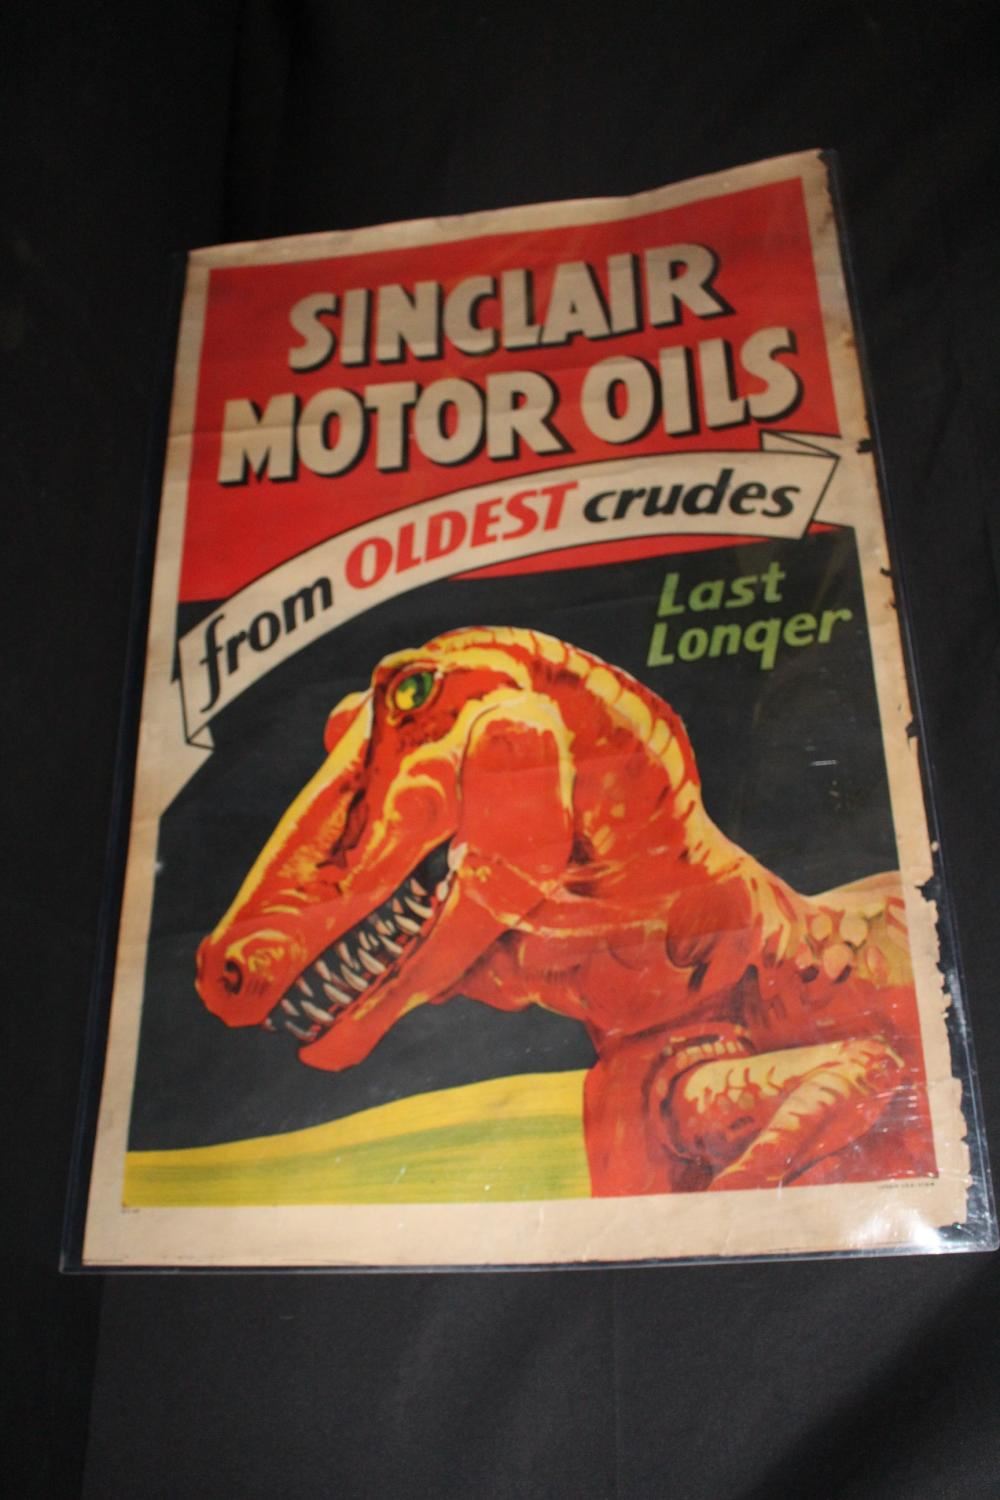 SINCLAIR
MOTOR OILS
from OLDEST crudes
Last
Longer